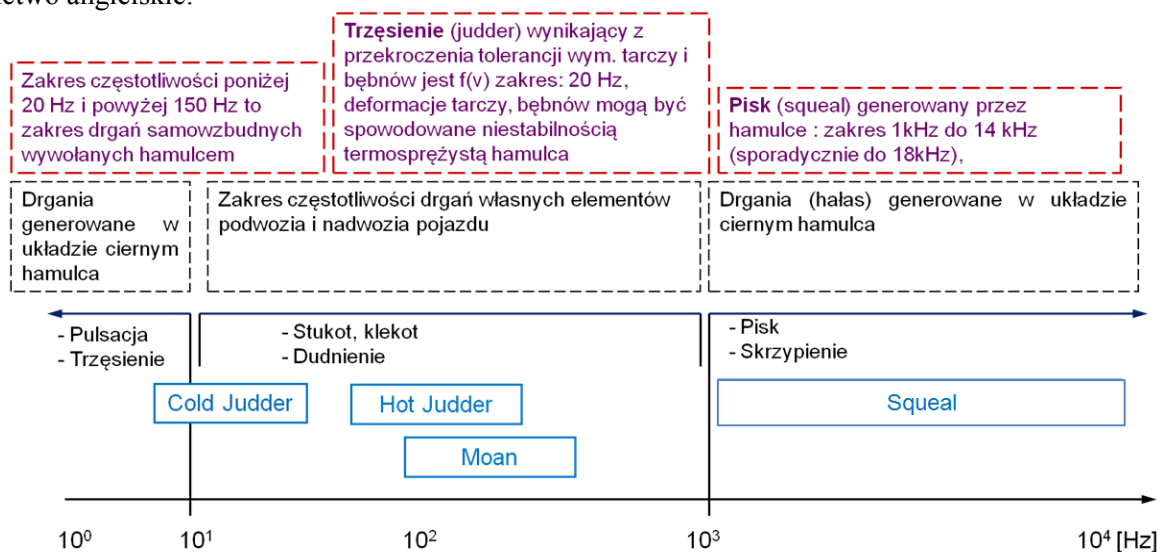 angielskie.
Zakres częstotliwości poniżej
20 Hz i powyżej 150 Hz to
zakres drgań samowzbudnych
wywołanych hamulcem
Trzęsienie (judder) wynikający z
przekroczenia tolerancji wym. tarczy i
bębnów jest f(v) zakres: 20 Hz,
deformacje tarczy, bębnów mogą być
spowodowane niestabilnością
termosprężystą hamulca
Pisk (squeal) generowany przez
hamulce : zakres 1kHz do 14 kHz
(sporadycznie do 18kHz),
Drgania
generowane w
układzie ciernym
hamulca
Zakres częstotliwości drgań własnych elementów
podwozia i nadwozia pojazdu
Drgania (hałas) generowane w układzie
ciernym hamulca
- Pulsacja
- Trzęsienie
- Stukot, klekot
- Dudnienie
- Pisk
- Skrzypienie
Cold Judder
Hot Judder
Squeal
Moan
10⁰ 10¹ 10² 10³ 10⁴ [Hz]